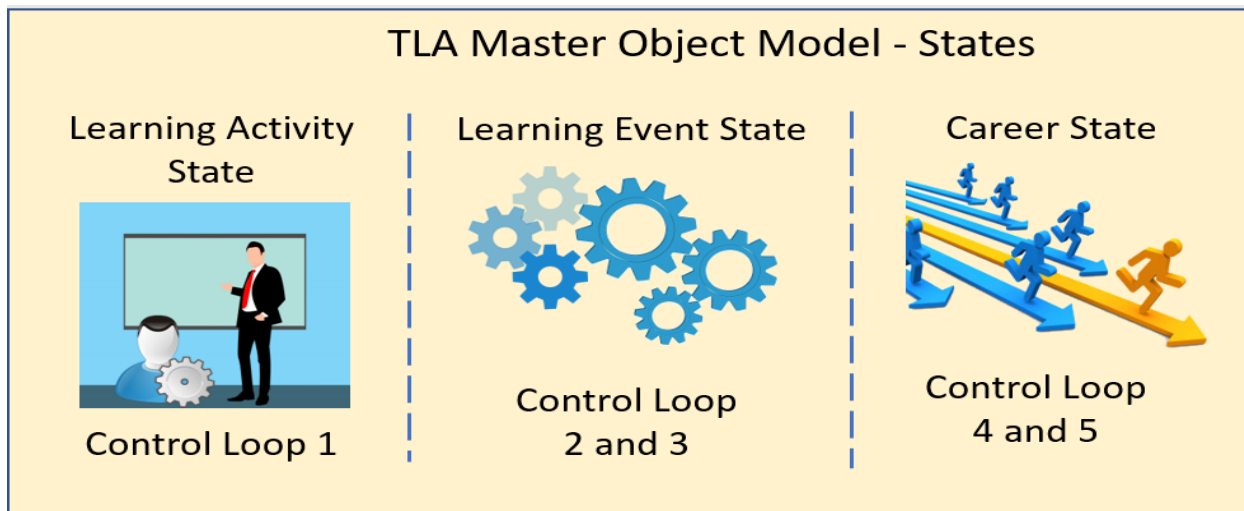 TLA Master Object Model - States
Learning Activity
State
Control Loop 1
Learning Event State
Control Loop
2 and 3
Career State
Control Loop
4 and 5